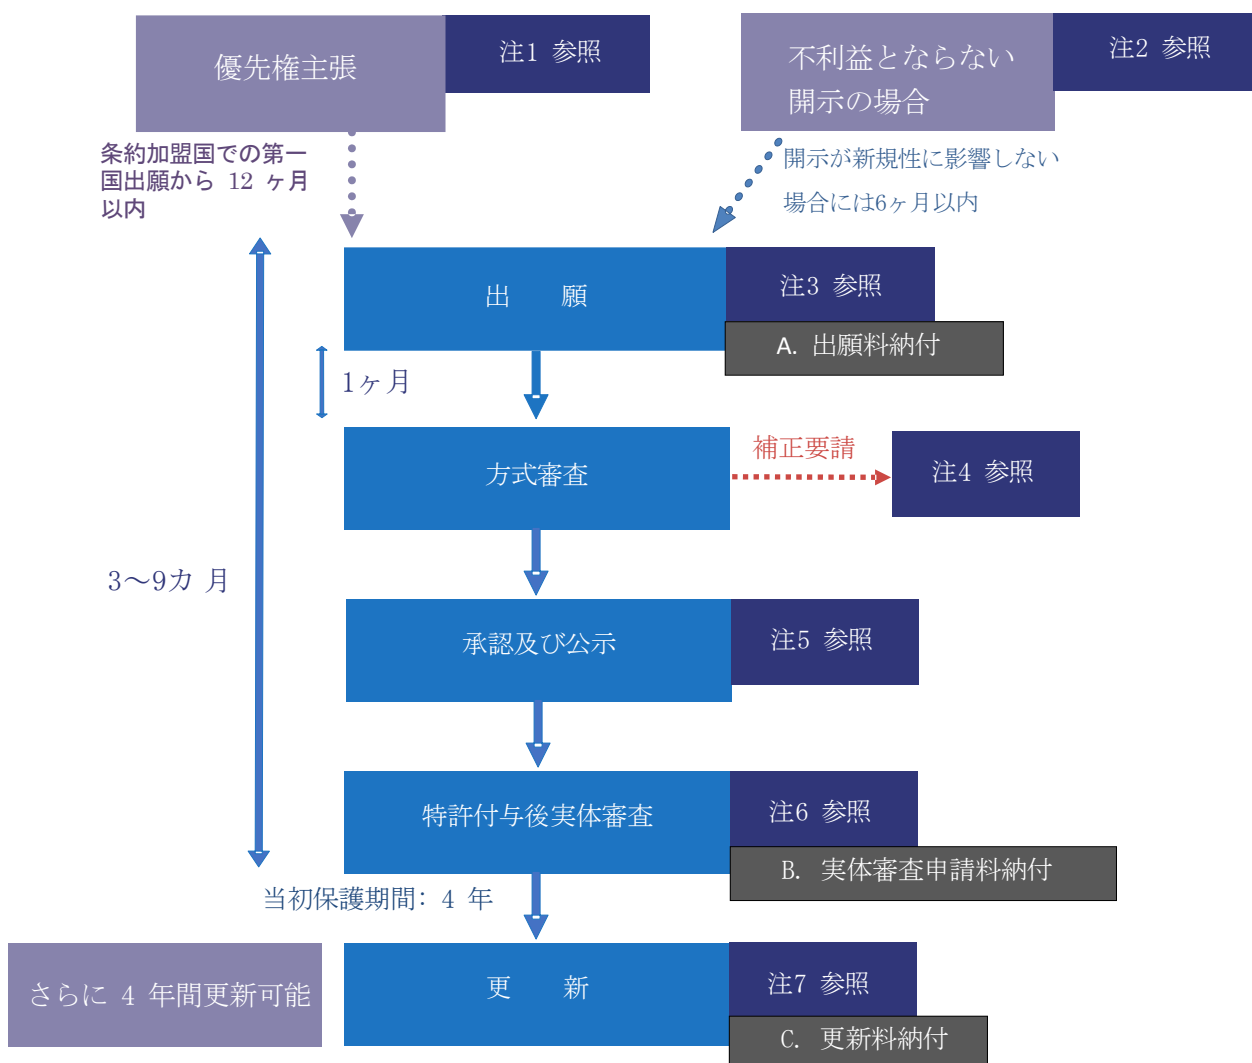 優先権主張
注1 参照
不利益とならない
開示の場合
注2 参照
条約加盟国での第一
国出願から 12 ヶ月
以内
開示が新規性に影響しない
場合には6ヶ月以内
出 願
注3 参照
A. 出願料納付
1ヶ月
方式審査
補正要請
注4 参照
3～9カ 月
承認及び公示
注5 参照
特許付与後実体審査
注6 参照
B. 実体審査申請料納付
当初保護期間: 4 年
さらに 4 年間更新可能
更 新
注7 参照
C. 更新料納付